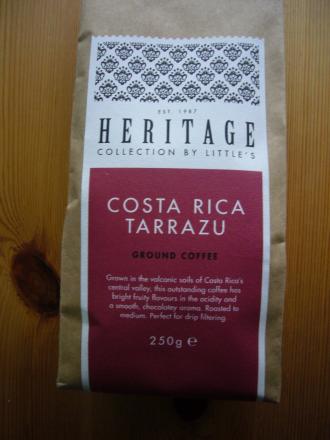 EST. 1987
HERITAGE
COLLECTION BY LITTLE'S
COSTA RICA
TARRAZU
GROUND COFFEE
Grown in the volcanic soils of Costa Rica's
central valley, this outstanding coffee has
bright fruity flavours in the acidity and
a smooth, chocolatey aroma. Roasted to
medium. Perfect for drip filtering.
250g ℮